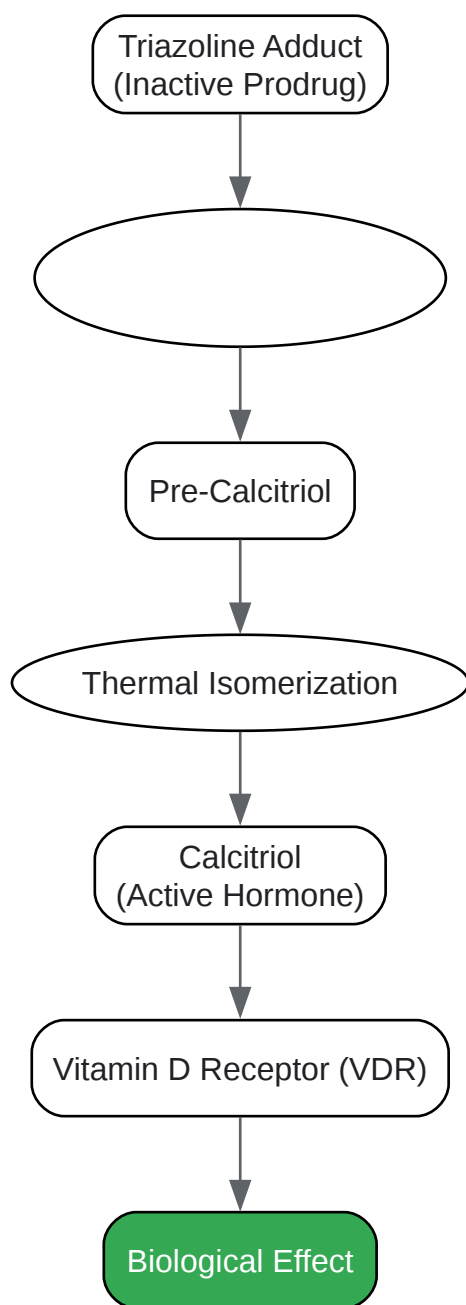 Triazoline Adduct
(Inactive Prodrug)
Pre-Calcitriol
Thermal Isomerization
Calcitriol
(Active Hormone)
Vitamin D Receptor (VDR)
Biological Effect